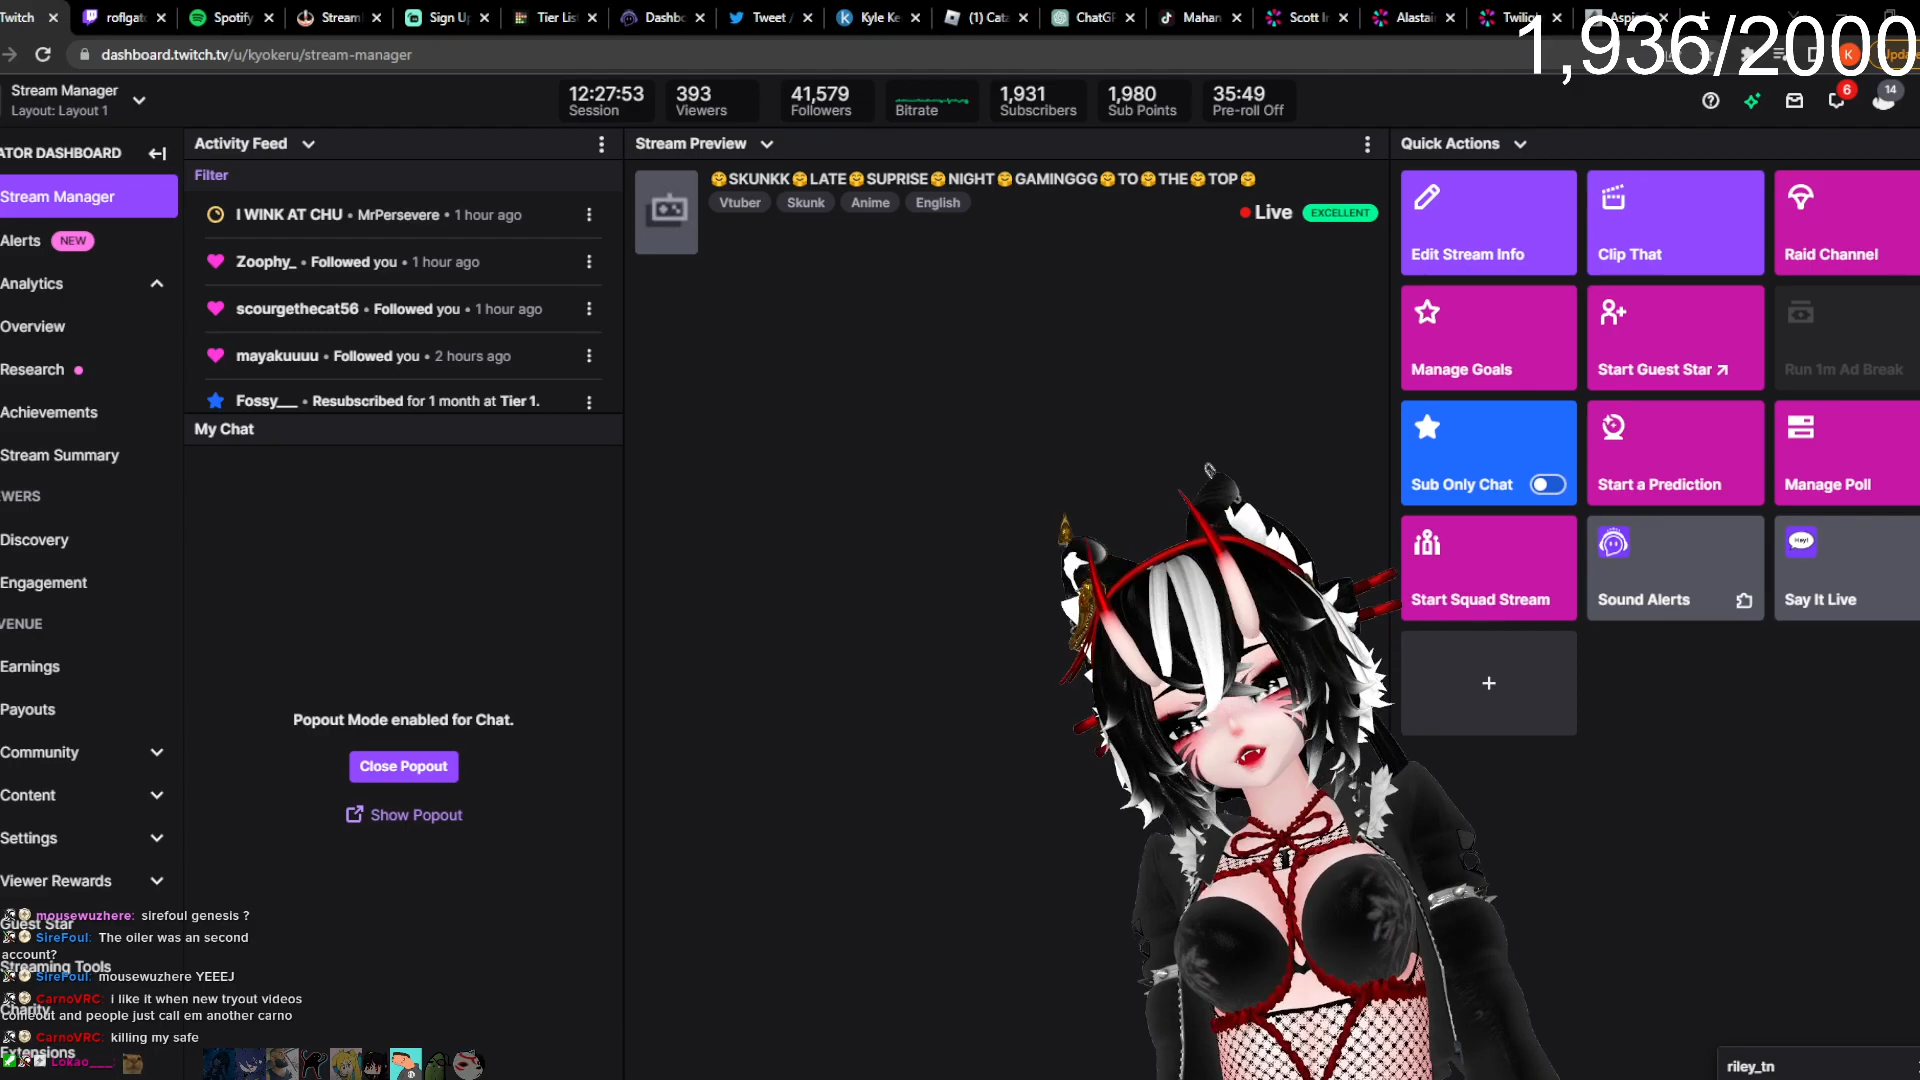 Twitch
roflgato
Spotify
Stream
Sign Up
Tier Lis
Dashbo
Tweet /
Kyle Ke
(1) Cata
ChatGP
Mahan
Scott In
Alastair
Twilig
1,936/2000
dashboard.twitch.tv/u/kyokeru/stream-manager
K
Stream Manager
Layout: Layout 1
12:27:53
Session
393
Viewers
41,579
Followers
Bitrate
1,931
Subscribers
1,980
Sub Points
35:49
Pre-roll Off
6
14
ATOR DASHBOARD
Stream Manager
Alerts NEW
Analytics
Overview
Research
Achievements
Stream Summary
EWERS
Discovery
Engagement
VENUE
Earnings
Payouts
Community
Content
Settings
Viewer Rewards
Guest Star
Streaming Tools
Charity
Extensions
Activity Feed
Filter
I WINK AT CHU • MrPersevere • 1 hour ago
Zoophy_ • Followed you • 1 hour ago
scourgethecat56 • Followed you • 1 hour ago
mayakuuuu • Followed you • 2 hours ago
Fossy___ • Resubscribed for 1 month at Tier 1.
My Chat
Popout Mode enabled for Chat.
Close Popout
Show Popout
mousewuzhere: sirefoul genesis ?
SireFoul: The oiler was an second
account?
SireFoul: mousewuzhere YEEEJ
CarnoVRC: i like it when new tryout videos
comeout and people just call em another carno
CarnoVRC: killing my safe
Lokao___:
Stream Preview
🤗SKUNKK🤗LATE🤗SUPRISE🤗NIGHT🤗GAMINGGG🤗TO🤗THE🤗TOP🤗
Vtuber Skunk Anime English
Live EXCELLENT
Quick Actions
Edit Stream Info
Clip That
Raid Channel
Manage Goals
Start Guest Star
Run 1m Ad Break
Sub Only Chat
Start a Prediction
Manage Poll
Start Squad Stream
Sound Alerts
Hey!
Say It Live
+
riley_tn